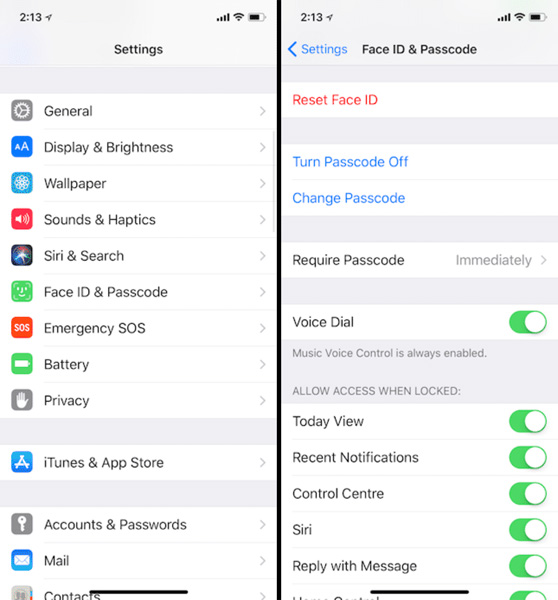 2:13
Settings
General
AA
Display & Brightness
Wallpaper
Sounds & Haptics
Siri & Search
Face ID & Passcode
SOS
Emergency SOS
Battery
Privacy
iTunes & App Store
Accounts & Passwords
Mail
Contacts
2:13
Settings
Face ID & Passcode
Reset Face ID
Turn Passcode Off
Change Passcode
Require Passcode Immediately
Voice Dial
Music Voice Control is always enabled.
ALLOW ACCESS WHEN LOCKED:
Today View
Recent Notifications
Control Centre
Siri
Reply with Message
Home Control